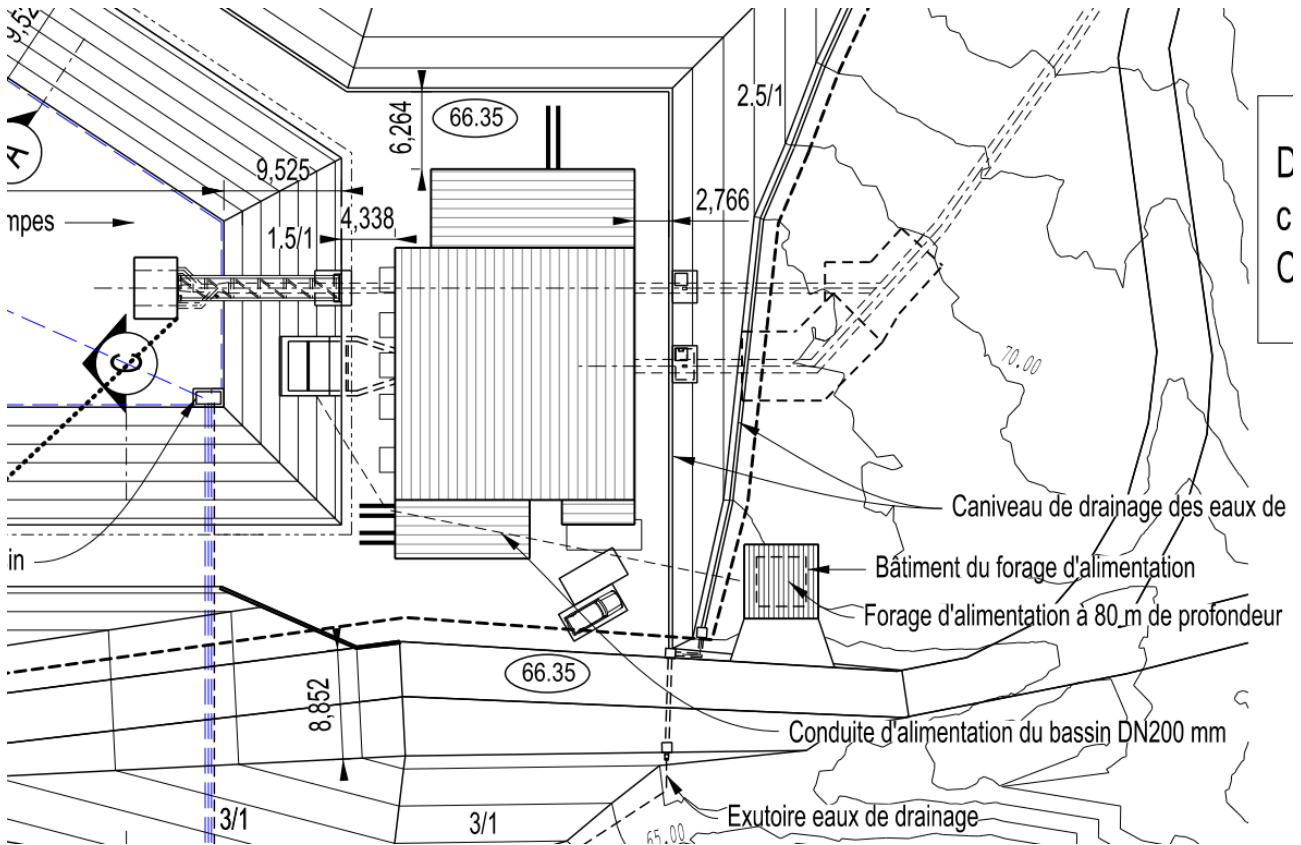 9,52
66.35
6,264
2.5/1
D
c
C
A
9,525
mpes
4,338
1,5/1
2,766
C
70.00
Caniveau de drainage des eaux de
in
Bâtiment du forage d'alimentation
Forage d'alimentation à 80 m de profondeur
66.35
8,852
Conduite d'alimentation du bassin DN200 mm
3/1
3/1
Exutoire eaux de drainage
65.00